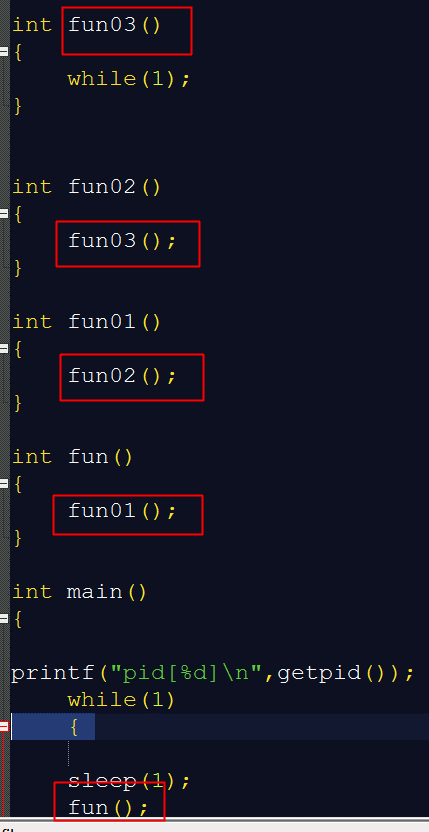 int fun03()
{
    while(1);
}
int fun02()
{
    fun03();
}
int fun01()
{
    fun02();
}
int fun()
{
    fun01();
}
int main()
{
printf("pid[%d]\n",getpid());
    while(1)
    {
    sleep(1);
    fun();